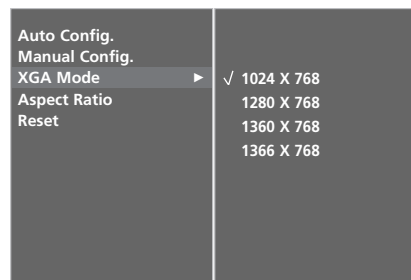 Auto Config.
Manual Config.
XGA Mode ►
Aspect Ratio
Reset
√ 1024 X 768
1280 X 768
1360 X 768
1366 X 768